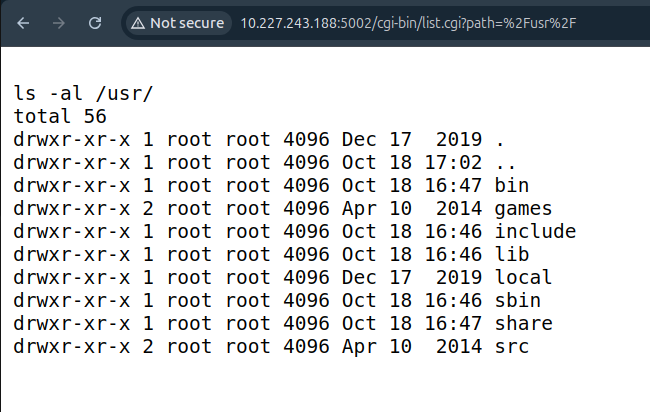 Not secure 10.227.243.188:5002/cgi-bin/list.cgi?path=%2Fusr%2F
ls -al /usr/
total 56
drwxr-xr-x 1 root root 4096 Dec 17  2019 .
drwxr-xr-x 1 root root 4096 Oct 18 17:02 ..
drwxr-xr-x 1 root root 4096 Oct 18 16:47 bin
drwxr-xr-x 2 root root 4096 Apr 10  2014 games
drwxr-xr-x 1 root root 4096 Oct 18 16:46 include
drwxr-xr-x 1 root root 4096 Oct 18 16:46 lib
drwxr-xr-x 1 root root 4096 Dec 17  2019 local
drwxr-xr-x 1 root root 4096 Oct 18 16:46 sbin
drwxr-xr-x 1 root root 4096 Oct 18 16:47 share
drwxr-xr-x 2 root root 4096 Apr 10  2014 src